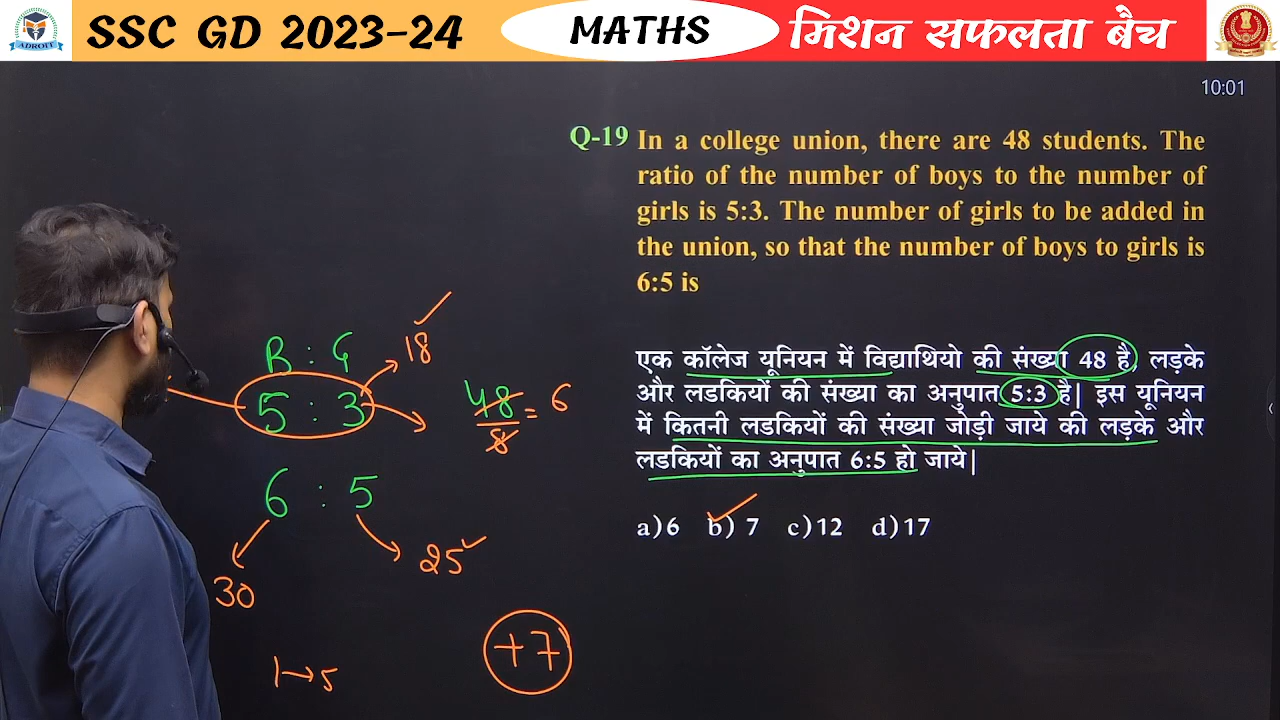 ADROIT
SSC GD 2023-24
MATHS
मिशन सफलता बैच
10:01
Q-19 In a college union, there are 48 students. The
ratio of the number of boys to the number of
girls is 5:3. The number of girls to be added in
the union, so that the number of boys to girls is
6:5 is
एक कॉलेज यूनियन में विद्याथियो की संख्या 48 है, लड़के
और लडकियों की संख्या का अनुपात 5:3 है| इस यूनियन
में कितनी लडकियों की संख्या जोड़ी जाये की लड़के और
लडकियों का अनुपात 6:5 हो जाये|
a)6 b) 7 c)12 d)17
B : G
5 : 3
18
48/8 = 6
6 : 5
30
25
1→5
+7